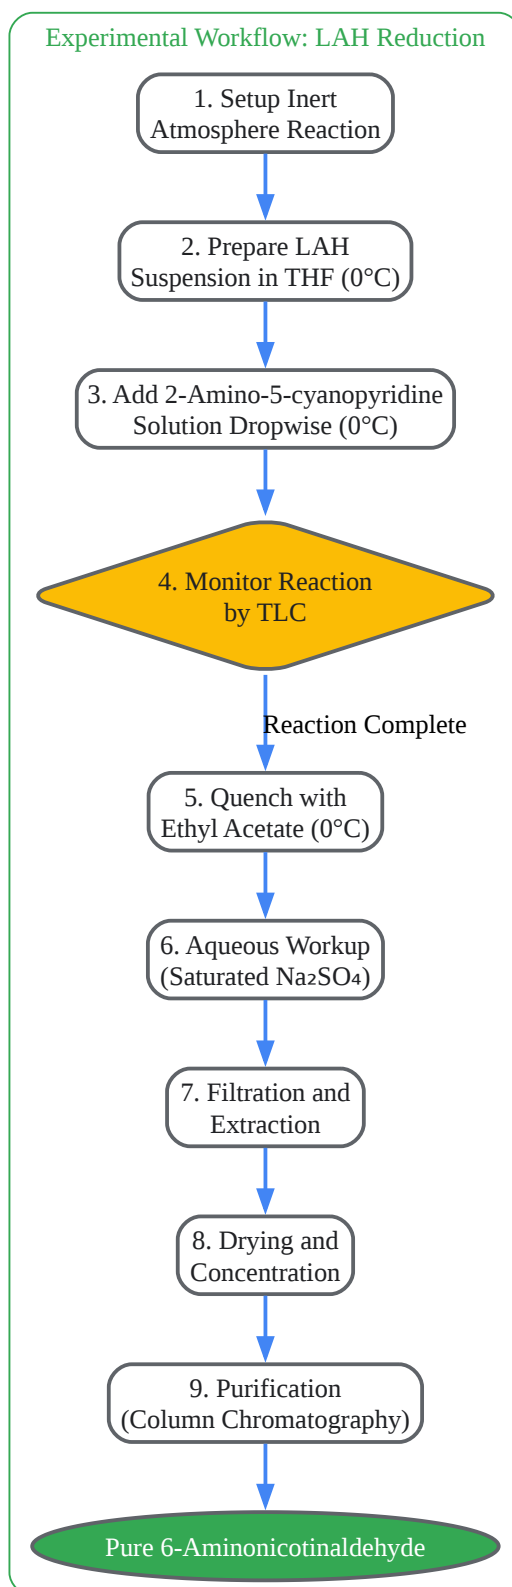 Experimental Workflow: LAH Reduction
1. Setup Inert
Atmosphere Reaction
2. Prepare LAH
Suspension in THF (0°C)
3. Add 2-Amino-5-cyanopyridine
Solution Dropwise (0°C)
4. Monitor Reaction
by TLC
Reaction Complete
5. Quench with
Ethyl Acetate (0°C)
6. Aqueous Workup
(Saturated Na₂SO₄)
7. Filtration and
Extraction
8. Drying and
Concentration
9. Purification
(Column Chromatography)
Pure 6-Aminonicotinaldehyde